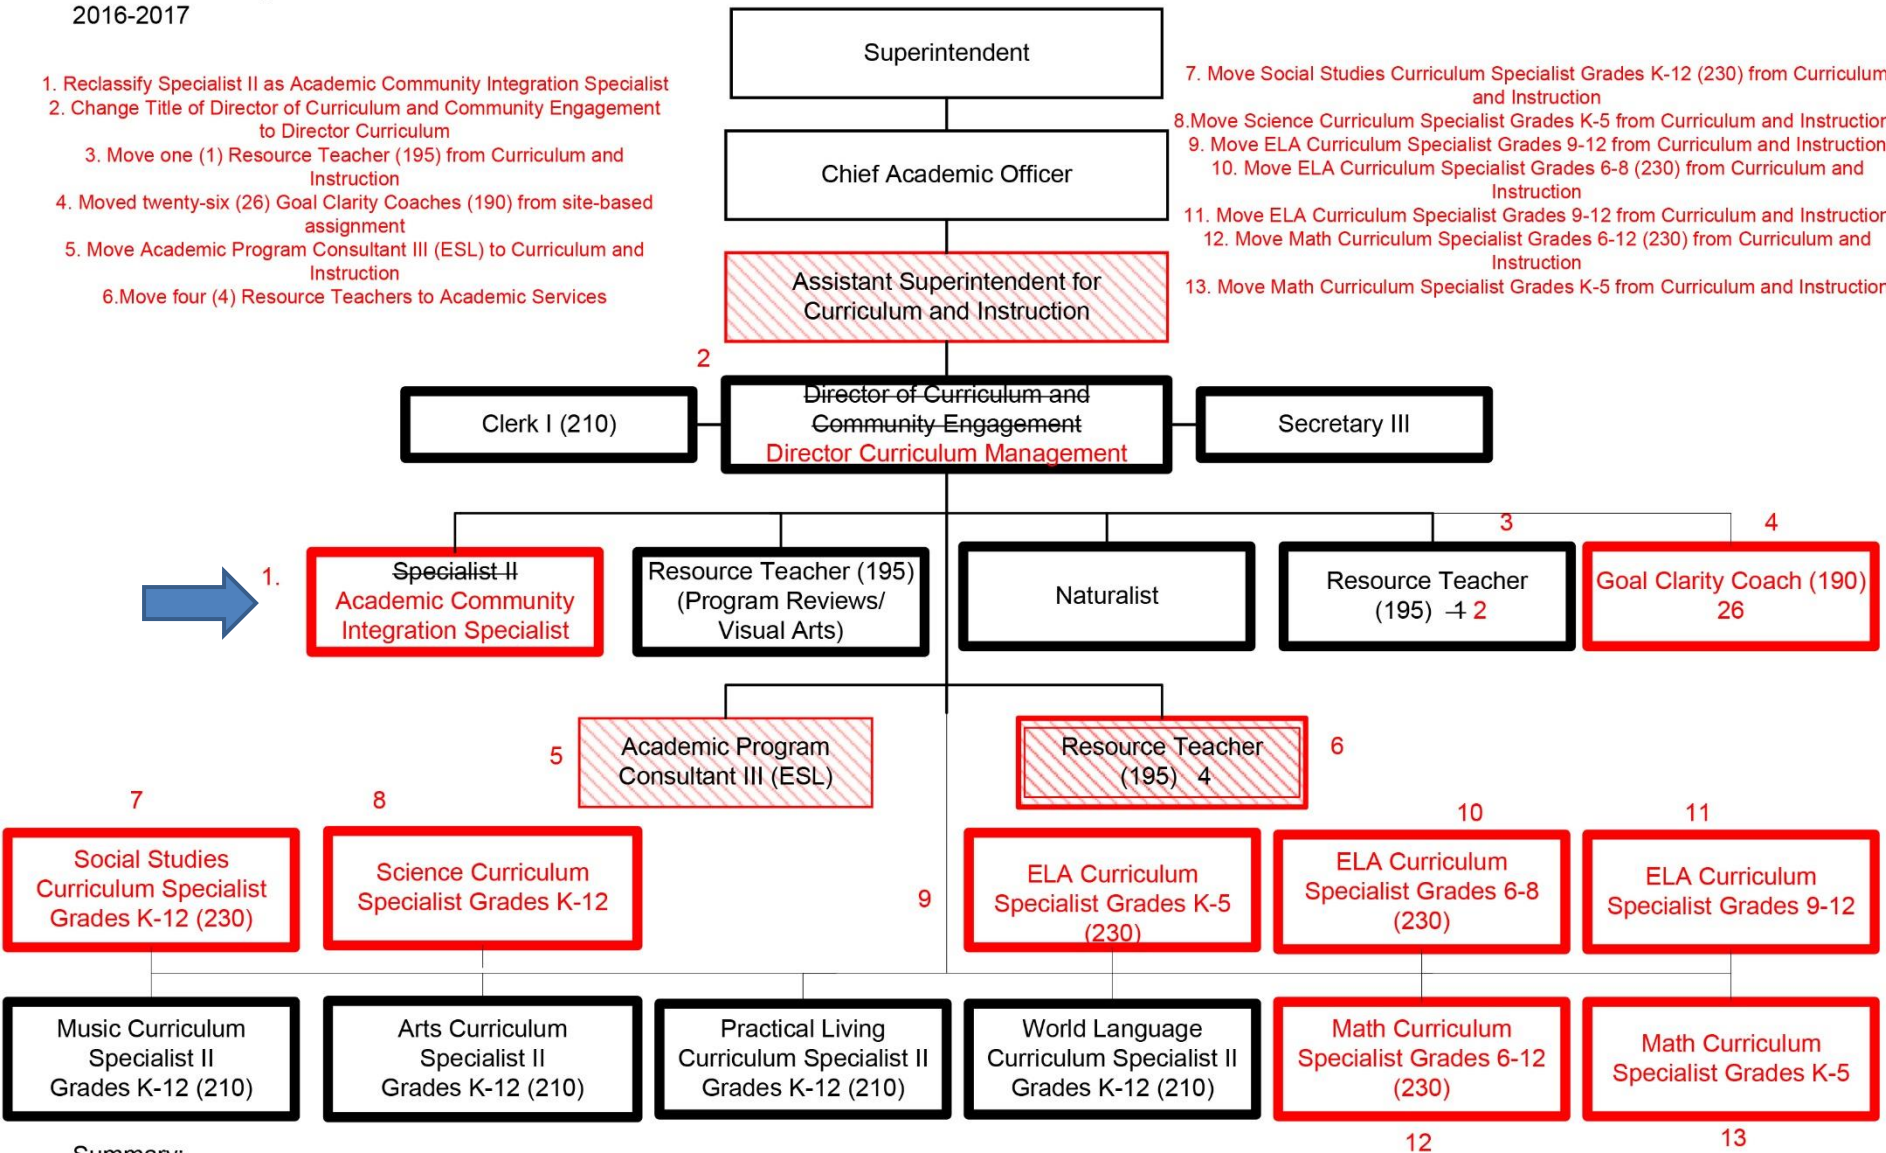 2016-2017
1. Reclassify Specialist II as Academic Community Integration Specialist
2. Change Title of Director of Curriculum and Community Engagement
to Director Curriculum
3. Move one (1) Resource Teacher (195) from Curriculum and
Instruction
4. Moved twenty-six (26) Goal Clarity Coaches (190) from site-based
assignment
5. Move Academic Program Consultant III (ESL) to Curriculum and
Instruction
6.Move four (4) Resource Teachers to Academic Services
Superintendent
Chief Academic Officer
Assistant Superintendent for
Curriculum and Instruction
7. Move Social Studies Curriculum Specialist Grades K-12 (230) from Curriculum
and Instruction
8.Move Science Curriculum Specialist Grades K-5 from Curriculum and Instruction
9. Move ELA Curriculum Specialist Grades 9-12 from Curriculum and Instruction
10. Move ELA Curriculum Specialist Grades 6-8 (230) from Curriculum and
Instruction
11. Move ELA Curriculum Specialist Grades 9-12 from Curriculum and Instruction
12. Move Math Curriculum Specialist Grades 6-12 (230) from Curriculum and
Instruction
13. Move Math Curriculum Specialist Grades K-5 from Curriculum and Instruction
2
Clerk I (210)
Director of Curriculum and
Community Engagement
Director Curriculum Management
Secretary III
1.
Specialist II
Academic Community
Integration Specialist
Resource Teacher (195)
(Program Reviews/
Visual Arts)
Naturalist
3
Resource Teacher
(195) 1 2
4
Goal Clarity Coach (190)
26
5
Academic Program
Consultant III (ESL)
Resource Teacher
(195) 4
6
7
Social Studies
Curriculum Specialist
Grades K-12 (230)
8
Science Curriculum
Specialist Grades K-12
9
ELA Curriculum
Specialist Grades K-5
(230)
10
ELA Curriculum
Specialist Grades 6-8
(230)
11
ELA Curriculum
Specialist Grades 9-12
Music Curriculum
Specialist II
Grades K-12 (210)
Arts Curriculum
Specialist II
Grades K-12 (210)
Practical Living
Curriculum Specialist II
Grades K-12 (210)
World Language
Curriculum Specialist II
Grades K-12 (210)
Math Curriculum
Specialist Grades 6-12
(230)
12
Math Curriculum
Specialist Grades K-5
13
Summary: